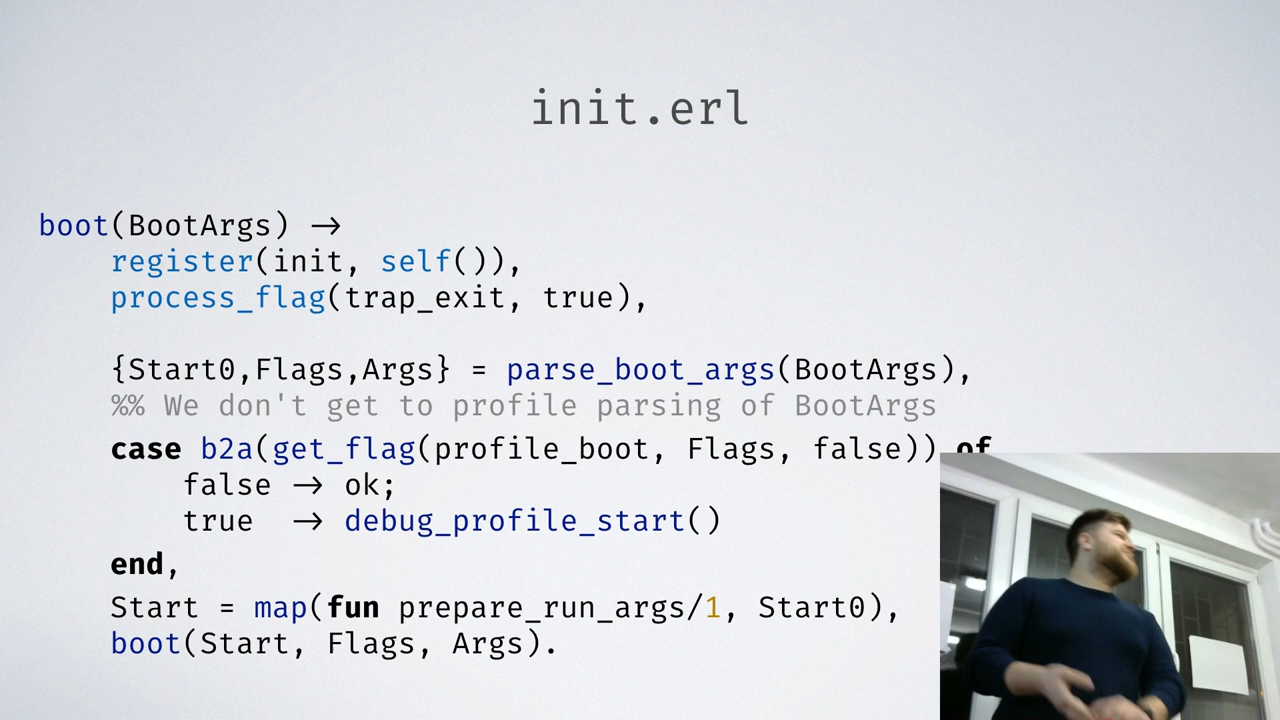 init.erl
boot(BootArgs) →
register(init, self()),
process_flag(trap_exit, true),
{Start0,Flags,Args} = parse_boot_args(BootArgs),
%% We don't get to profile parsing of BootArgs
case b2a(get_flag(profile_boot, Flags, false)) of
false → ok;
true → debug_profile_start()
end,
Start = map(fun prepare_run_args/1, Start0),
boot(Start, Flags, Args).